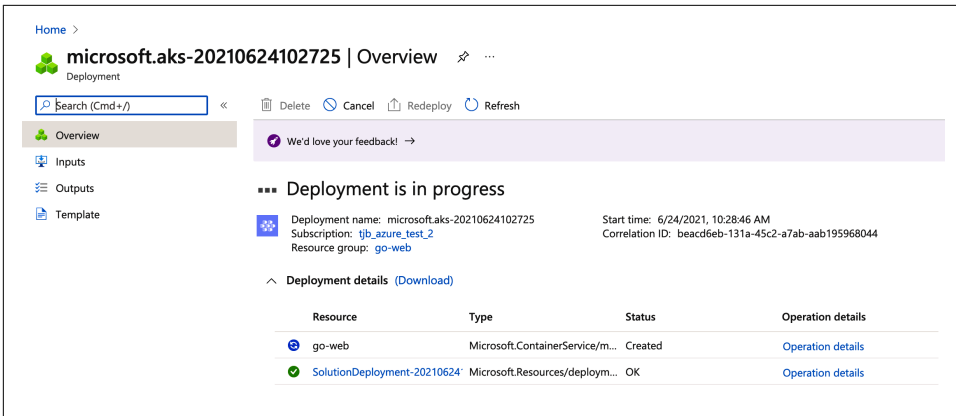 Home >
microsoft.aks-20210624102725 | Overview ...
Deployment
Search (Cmd+/) «
Delete Cancel Redeploy Refresh
Overview
We'd love your feedback! →
Inputs
Outputs
Template
Deployment is in progress
Deployment name: microsoft.aks-20210624102725 Start time: 6/24/2021, 10:28:46 AM
Subscription: tjb_azure_test_2 Correlation ID: beacd6eb-131a-45c2-a7ab-aab195968044
Resource group: go-web
Deployment details (Download)
Resource Type Status Operation details
go-web Microsoft.ContainerService/m... Created Operation details
SolutionDeployment-20210624 Microsoft.Resources/deploym... OK Operation details